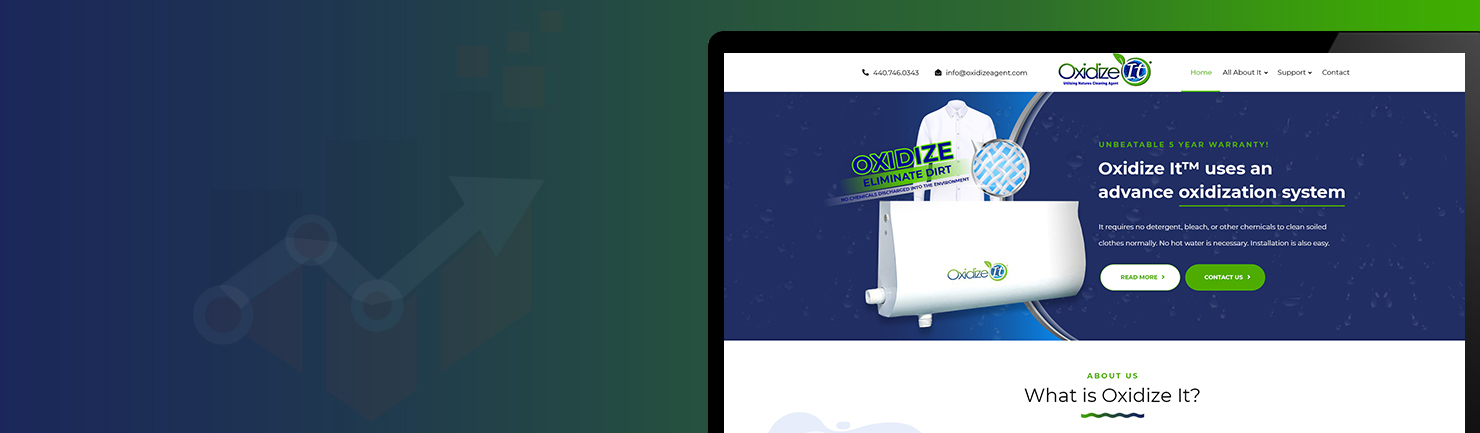 440.746.0343
info@oxidizeagent.com
Oxidize It
Utilizing Natures Cleaning Agent
Home
All About It
Support
Contact
OXIDIZE
ELIMINATE DIRT
NO CHEMICALS DISCHARGED INTO THE ENVIRONMENT
Oxidize It
UNBEATABLE 5 YEAR WARRANTY!
Oxidize It™ uses an
advance oxidization system
It requires no detergent, bleach, or other chemicals to clean soiled
clothes normally. No hot water is necessary. Installation is also easy.
READ MORE
CONTACT US
ABOUT US
What is Oxidize It?